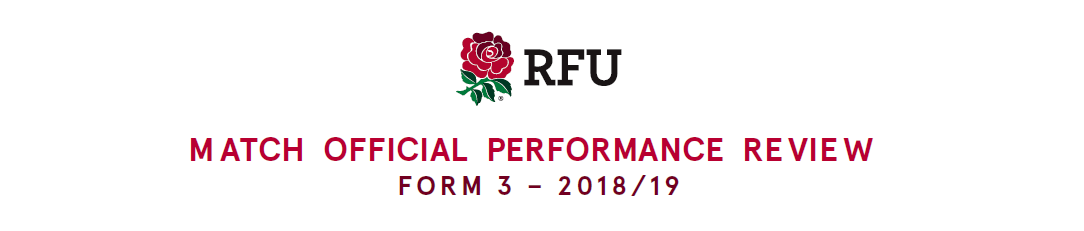 RFU
®
MATCH OFFICIAL PERFORMANCE REVIEW
FORM 3 – 2018/19